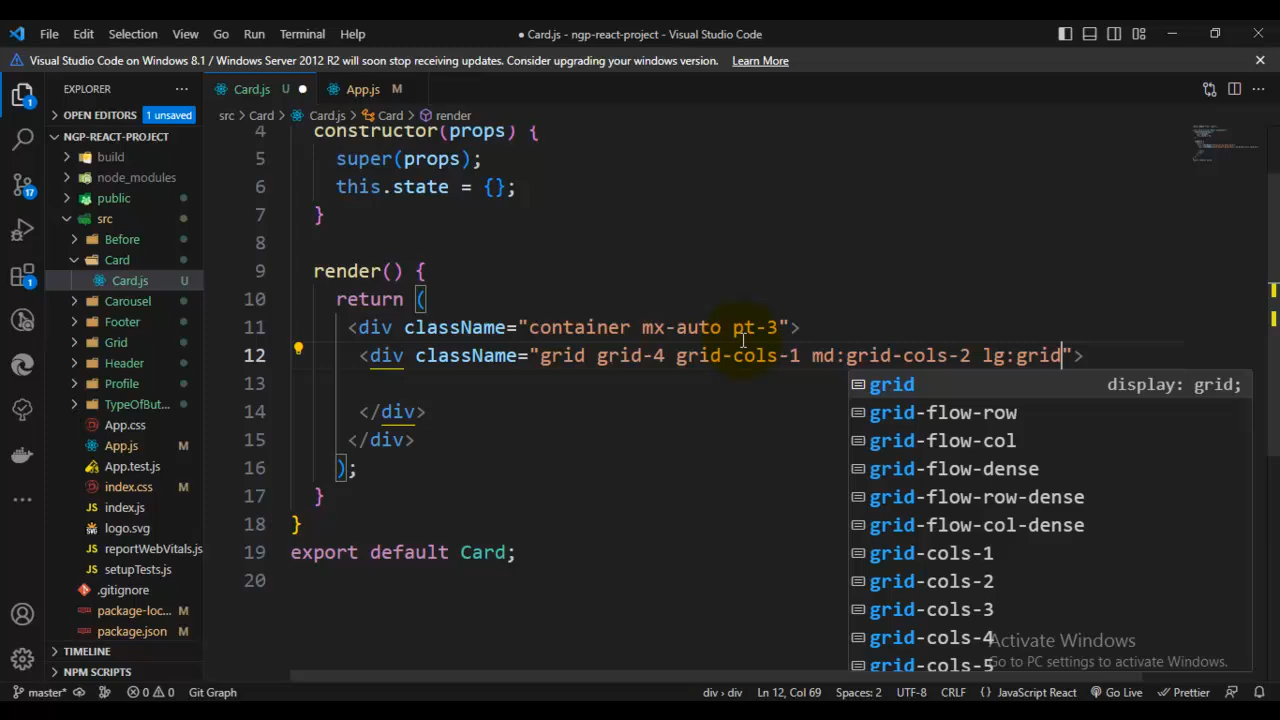 File Edit Selection View Go Run Terminal Help
● Card.js - ngp-react-project - Visual Studio Code
Visual Studio Code on Windows 8.1 / Windows Server 2012 R2 will soon stop receiving updates. Consider upgrading your windows version. Learn More
EXPLORER
Card.js U
App.js M
OPEN EDITORS 1 unsaved
src > Card > Card.js > Card > render
NGP-REACT-PROJECT
build
node_modules
public
src
Before
Card
Card.js U
Carousel
Footer
Grid
Header
Profile
TypeOfBut...
App.css
App.js M
App.test.js
index.css M
index.js
logo.svg
reportWebVitals.js
setupTests.js
.gitignore
package-loc... M
package.json M
TIMELINE
NPM SCRIPTS
4 constructor(props) {
5 super(props);
6 this.state = {};
7 }
8
9 render() {
10 return (
11 <div className="container mx-auto pt-3">
12 <div className="grid grid-4 grid-cols-1 md:grid-cols-2 lg:grid">
13
14 </div>
15 </div>
16 );
17 }
18 }
19 export default Card;
20
grid display: grid;
grid-flow-row
grid-flow-col
grid-flow-dense
grid-flow-row-dense
grid-flow-col-dense
grid-cols-1
grid-cols-2
grid-cols-3
grid-cols-4
grid-cols-5
Activate Windows
Go to PC settings to activate Windows.
1
17
1
master* 0 0 Git Graph
div > div Ln 12, Col 69 Spaces: 2 UTF-8 CRLF {} JavaScript React Go Live Prettier